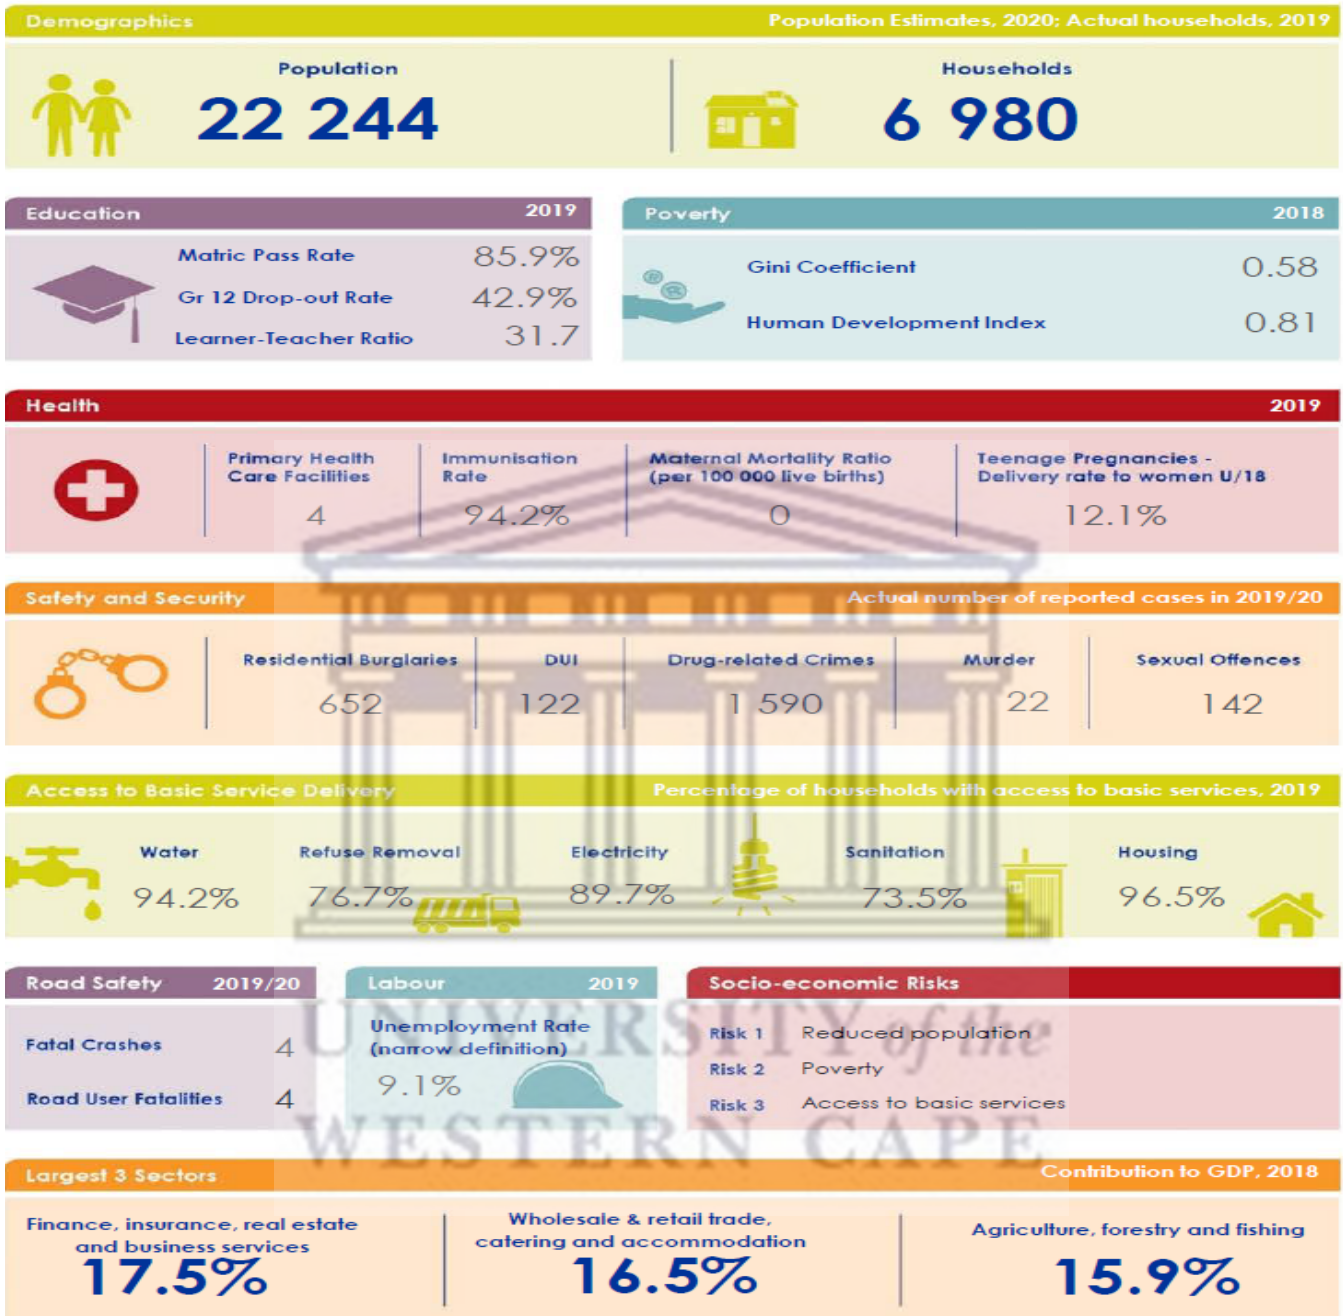 Demographics Population Estimates, 2020; Actual households, 2019
Population Households
22 244 6 980
Education 2019
Matric Pass Rate 85.9%
Gr 12 Drop-out Rate 42.9%
Learner-Teacher Ratio 31.7
Poverty 2018
Gini Coefficient 0.58
Human Development Index 0.81
Health 2019
Primary Health
Care Facilities
4
Immunisation
Rate
94.2%
Maternal Mortality Ratio
(per 100 000 live births)
0
Teenage Pregnancies -
Delivery rate to women U/18
12.1%
Safety and Security Actual number of reported cases in 2019/20
Residential Burglaries DUI Drug-related Crimes Murder Sexual Offences
652 122 1 590 22 142
Access to Basic Service Delivery Percentage of households with access to basic services, 2019
Water Refuse Removal Electricity Sanitation Housing
94.2% 76.7% 89.7% 73.5% 96.5%
Road Safety 2019/20
Fatal Crashes 4
Road User Fatalities 4
Labour 2019
Unemployment Rate
(narrow definition)
9.1%
Socio-economic Risks
Risk 1 Reduced population
Risk 2 Poverty
Risk 3 Access to basic services
UNIVERSITY of the
WESTERN CAPE
Largest 3 Sectors Contribution to GDP, 2018
Finance, insurance, real estate
and business services
17.5%
Wholesale & retail trade,
catering and accommodation
16.5%
Agriculture, forestry and fishing
15.9%